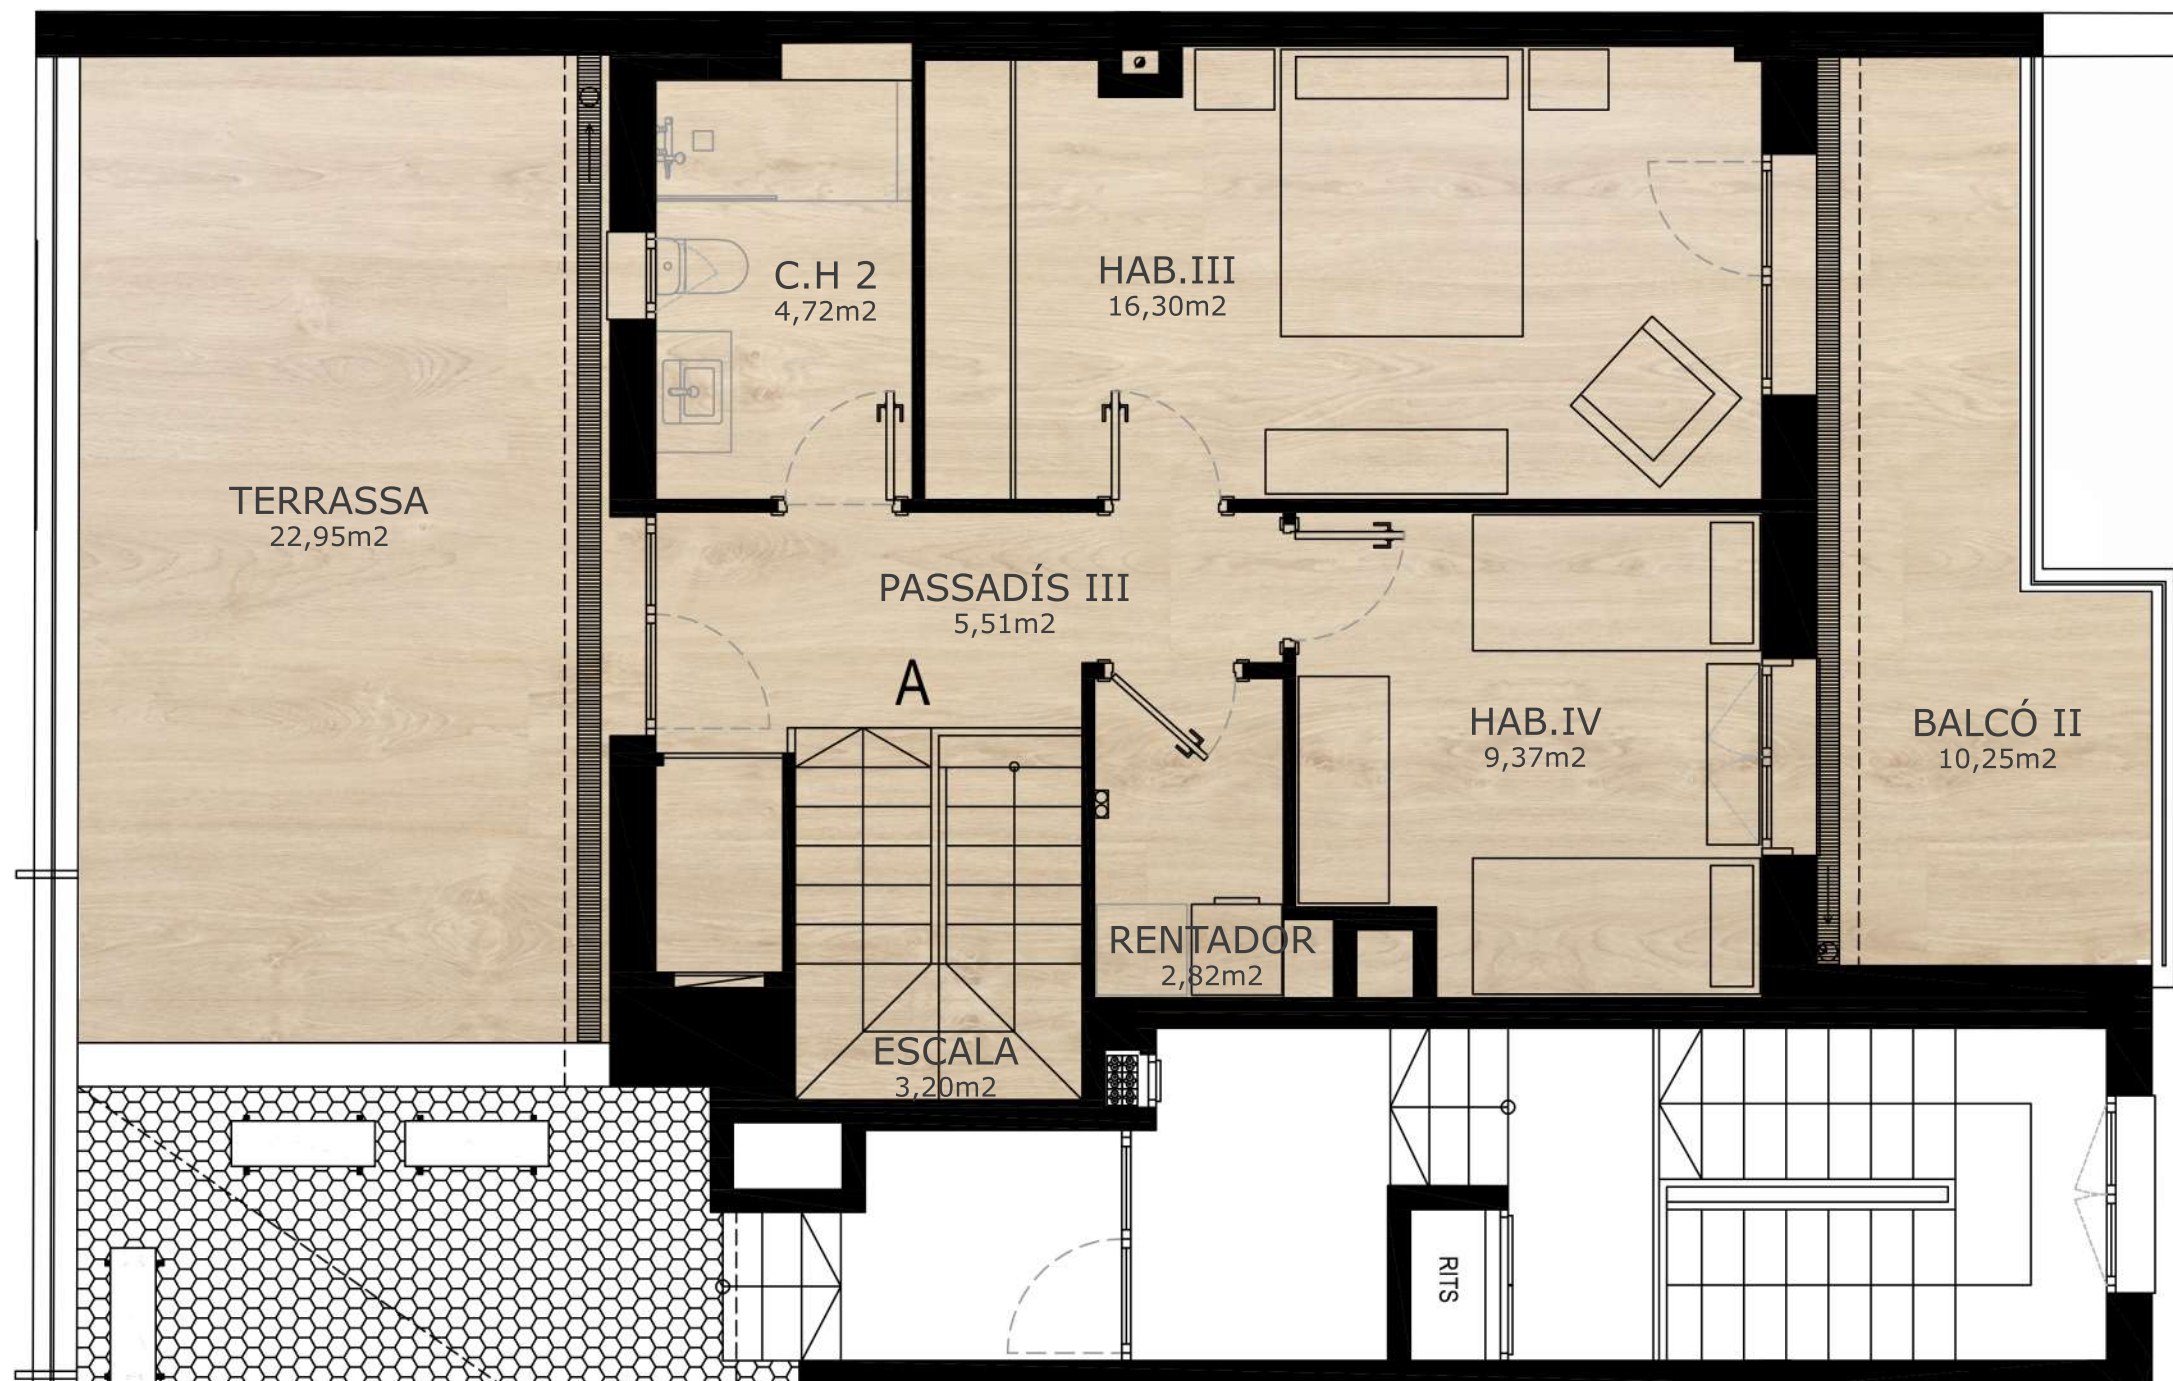 C.H 2
4,72m2
HAB.III
16,30m2
TERRASSA
22,95m2
PASSADÍS III
5,51m2
A
HAB.IV
9,37m2
BALCÓ II
10,25m2
RENTADOR
2,82m2
ESCALA
3,20m2
RITS